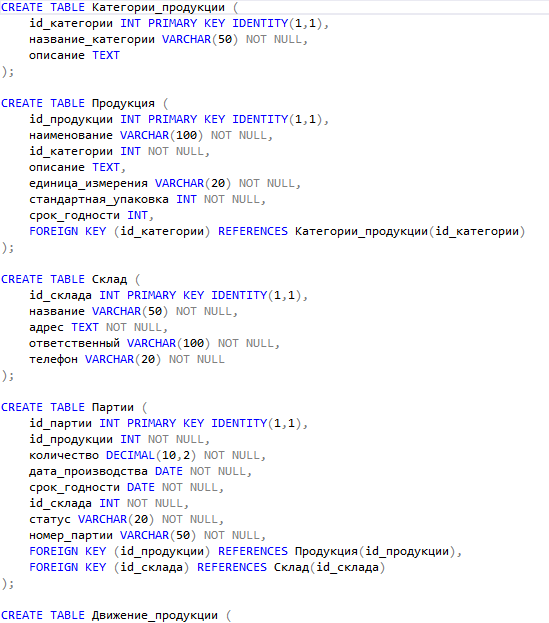 CREATE TABLE Категории_продукции (
    id_категории INT PRIMARY KEY IDENTITY(1,1),
    название_категории VARCHAR(50) NOT NULL,
    описание TEXT
);

CREATE TABLE Продукция (
    id_продукции INT PRIMARY KEY IDENTITY(1,1),
    наименование VARCHAR(100) NOT NULL,
    id_категории INT NOT NULL,
    описание TEXT,
    единица_измерения VARCHAR(20) NOT NULL,
    стандартная_упаковка INT NOT NULL,
    срок_годности INT,
    FOREIGN KEY (id_категории) REFERENCES Категории_продукции(id_категории)
);

CREATE TABLE Склад (
    id_склада INT PRIMARY KEY IDENTITY(1,1),
    название VARCHAR(50) NOT NULL,
    адрес TEXT NOT NULL,
    ответственный VARCHAR(100) NOT NULL,
    телефон VARCHAR(20) NOT NULL
);

CREATE TABLE Партии (
    id_партии INT PRIMARY KEY IDENTITY(1,1),
    id_продукции INT NOT NULL,
    количество DECIMAL(10,2) NOT NULL,
    дата_производства DATE NOT NULL,
    срок_годности DATE NOT NULL,
    id_склада INT NOT NULL,
    статус VARCHAR(20) NOT NULL,
    номер_партии VARCHAR(50) NOT NULL,
    FOREIGN KEY (id_продукции) REFERENCES Продукция(id_продукции),
    FOREIGN KEY (id_склада) REFERENCES Склад(id_склада)
);

CREATE TABLE Движение_продукции (